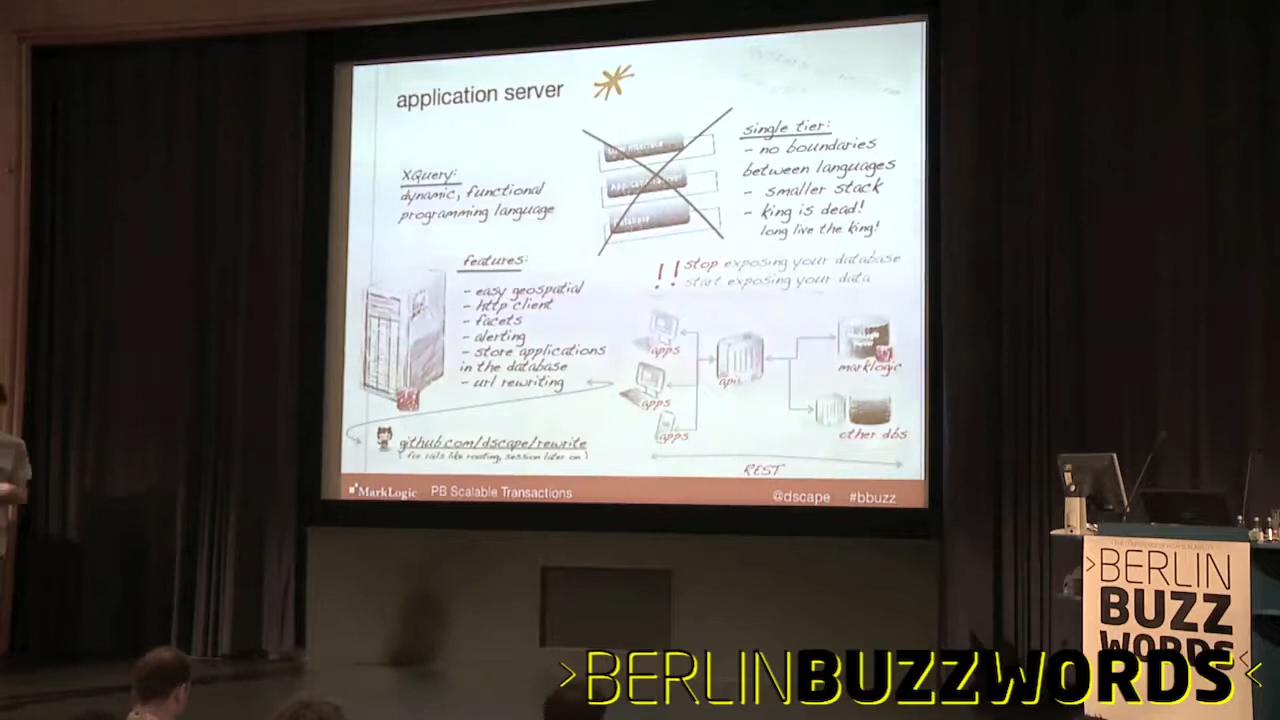 application server
XQuery:
dynamic, functional
programming language
single tier:
- no boundaries
between languages
- smaller stack
- king is dead!
long live the king!
features:
- easy geospatial
- http client
- facets
- alerting
- store applications
in the database
- url rewriting
!! stop exposing your database
start exposing your data
apps
apps
apps
api
marklogic
other dbs
REST
github.com/dscape/rewrite
MarkLogic PB Scalable Transactions @dscape #bbuzz
>BERLIN
BUZZ
WORDS<
>BERLINBUZZWORDS<